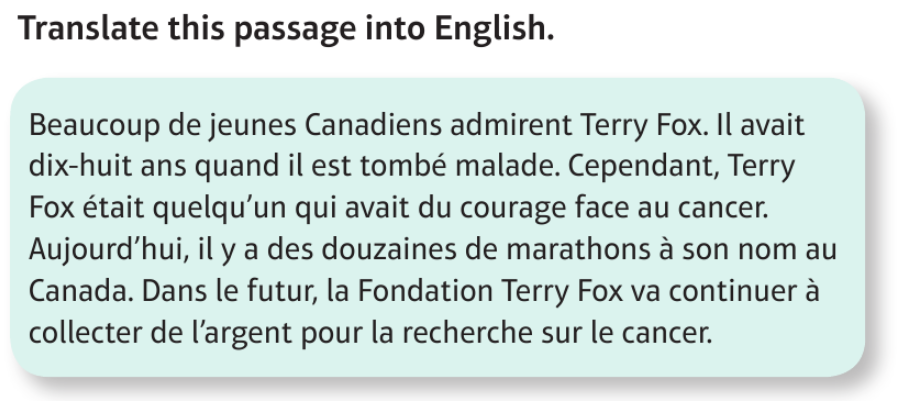 Translate this passage into English.
Beaucoup de jeunes Canadiens admirent Terry Fox. Il avait
dix-huit ans quand il est tombé malade. Cependant, Terry
Fox était quelqu’un qui avait du courage face au cancer.
Aujourd’hui, il y a des douzaines de marathons à son nom au
Canada. Dans le futur, la Fondation Terry Fox va continuer à
collecter de l’argent pour la recherche sur le cancer.